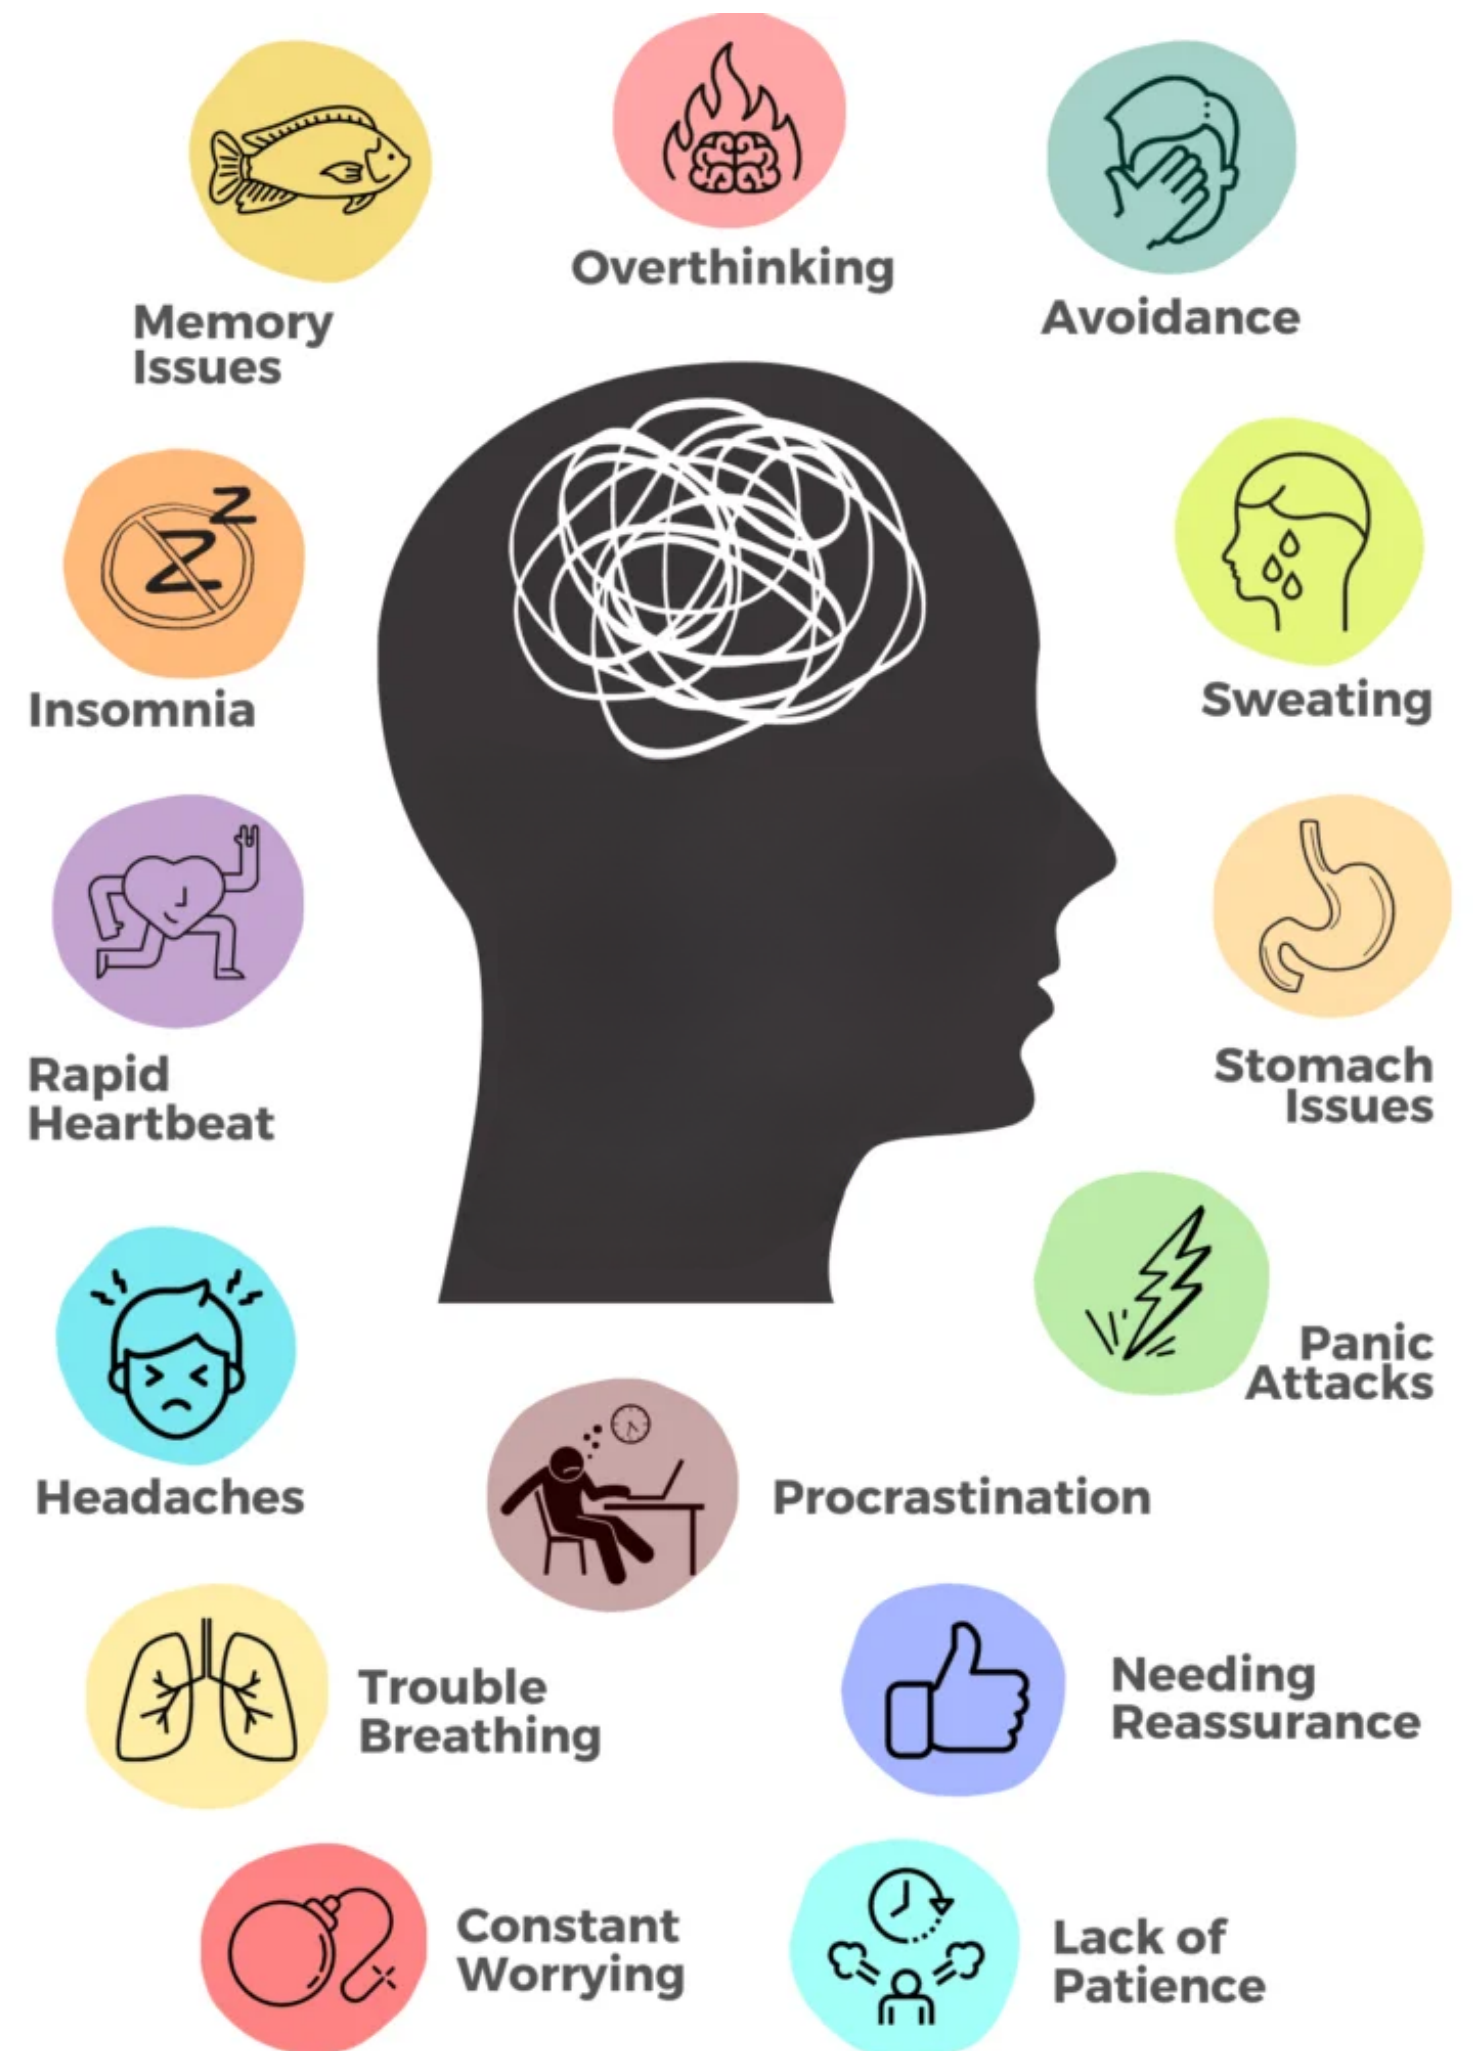 Overthinking
Memory
Issues
Avoidance
Insomnia
Sweating
Rapid
Heartbeat
Stomach
Issues
Panic
Attacks
Headaches
Procrastination
Trouble
Breathing
Needing
Reassurance
Constant
Worrying
Lack of
Patience